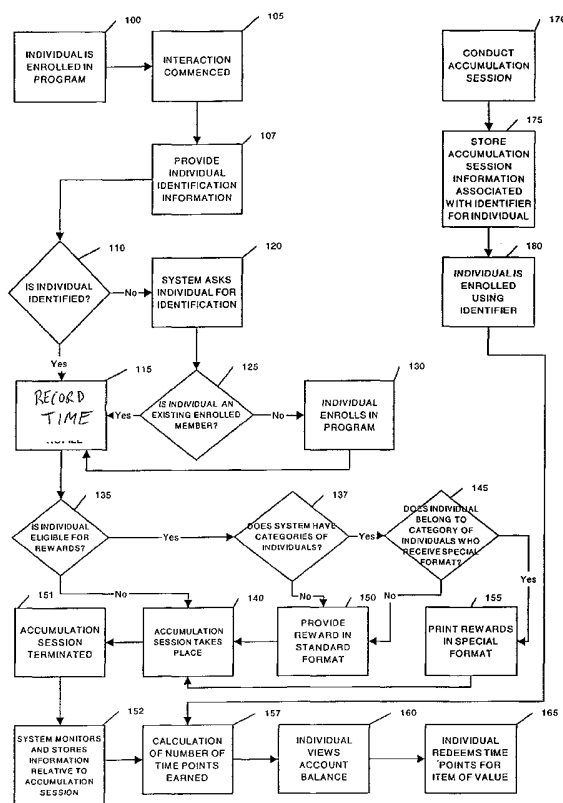 100
INDIVIDUAL IS
ENROLLED IN
PROGRAM
105
INTERACTION
COMMENCED
107
PROVIDE
INDIVIDUAL
IDENTIFICATION
INFORMATION
170
CONDUCT
ACCUMULATION
SESSION
175
STORE
ACCUMULATION
SESSION
INFORMATION
ASSOCIATED
WITH IDENTIFIER
FOR INDIVIDUAL
180
INDIVIDUAL IS
ENROLLED
USING
IDENTIFIER
110
IS INDIVIDUAL
IDENTIFIED?
No
Yes
120
SYSTEM ASKS
INDIVIDUAL FOR
IDENTIFICATION
115
RECORD
TIME
125
IS INDIVIDUAL AN
EXISTING ENROLLED
MEMBER?
Yes
No
130
INDIVIDUAL
ENROLLS IN
PROGRAM
135
IS INDIVIDUAL
ELIGIBLE FOR
REWARDS?
Yes
No
137
DOES SYSTEM HAVE
CATEGORIES OF
INDIVIDUALS?
Yes
No
145
DOES INDIVIDUAL
BELONG TO
CATEGORY OF
INDIVIDUALS WHO
RECEIVE SPECIAL
FORMAT?
Yes
No
151
ACCUMULATION
SESSION
TERMINATED
140
ACCUMULATION
SESSION TAKES
PLACE
150
PROVIDE
REWARD IN
STANDARD
FORMAT
155
PRINT REWARDS
IN SPECIAL
FORMAT
152
SYSTEM MONITORS
AND STORES
INFORMATION
RELATIVE TO
ACCUMULATION
SESSION
157
CALCULATION
OF NUMBER OF
TIME POINTS
EARNED
160
INDIVIDUAL
VIEWS
ACCOUNT
BALANCE
165
INDIVIDUAL
REDEEMS TIME
POINTS FOR
ITEM OF VALUE